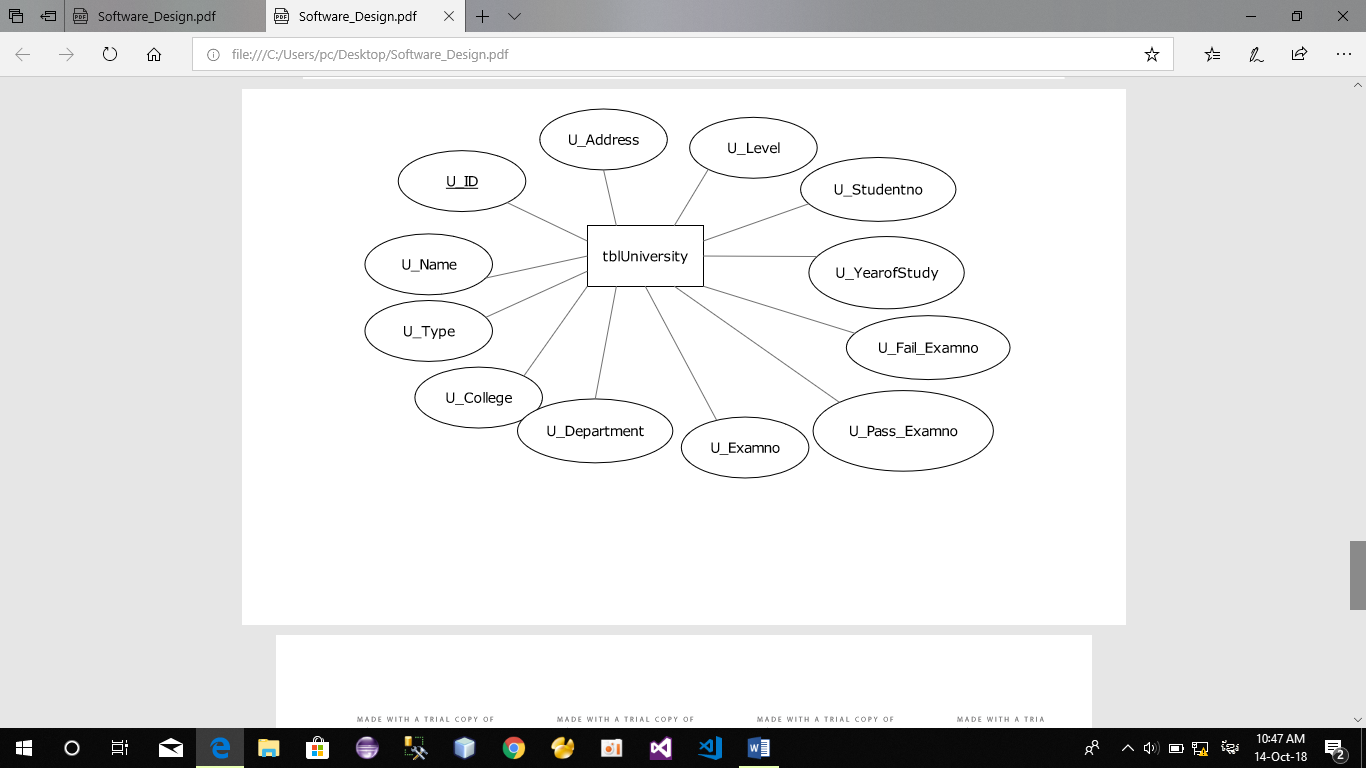 Software_Design.pdf
Software_Design.pdf
file:///C:/Users/pc/Desktop/Software_Design.pdf
U_Address
U_Level
U_ID
U_Studentno
tblUniversity
U_Name
U_YearofStudy
U_Type
U_Fail_Examno
U_College
U_Department
U_Examno
U_Pass_Examno
MADE WITH A TRIAL COPY OF
MADE WITH A TRIAL COPY OF
MADE WITH A TRIAL COPY OF
MADE WITH A TRIA
10:47 AM
14-Oct-18
2